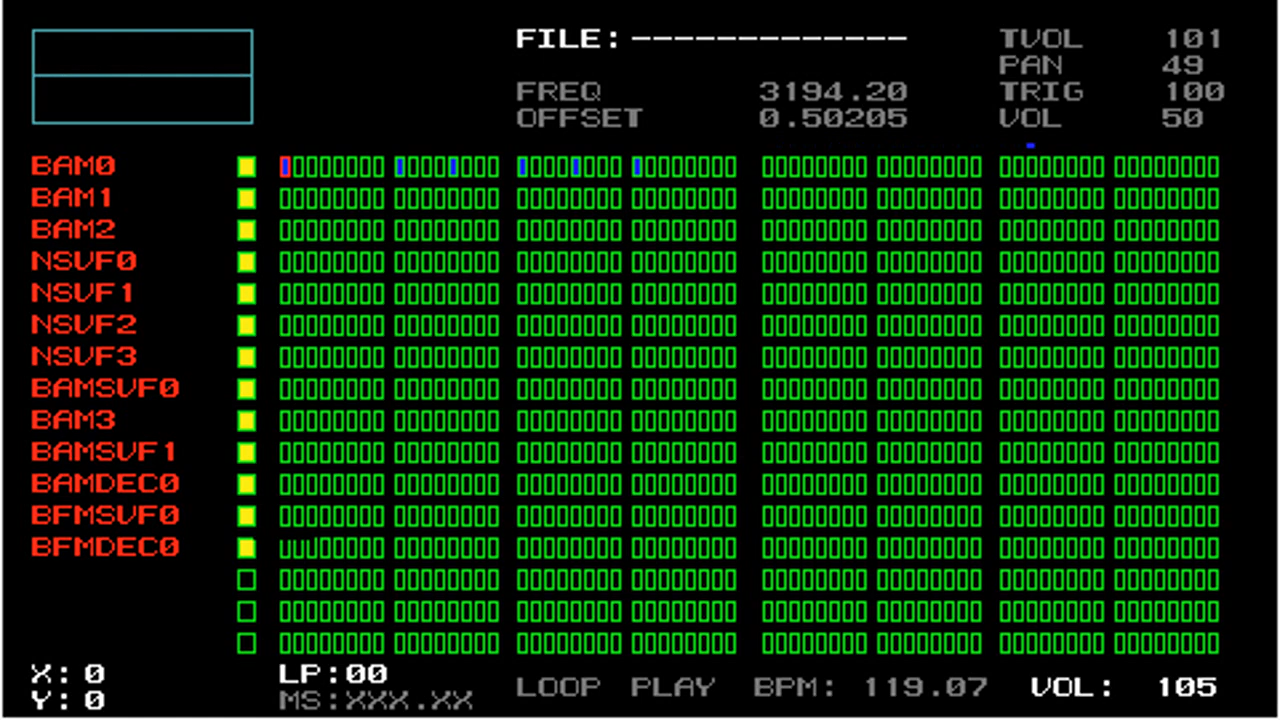 FILE:-------------
TVOL 101
PAN 49
FREQ 3194.20
TRIG 100
OFFSET 0.50205
VOL 50
BAM0
BAM1
BAM2
NSVF0
NSVF1
NSVF2
NSVF3
BAMSVF0
BAM3
BAMSVF1
BAMDEC0
BFMSVF0
BFMDEC0
X: 0
Y: 0
LP:00
MS:XXX.XX
LOOP PLAY BPM: 119.07 VOL: 105